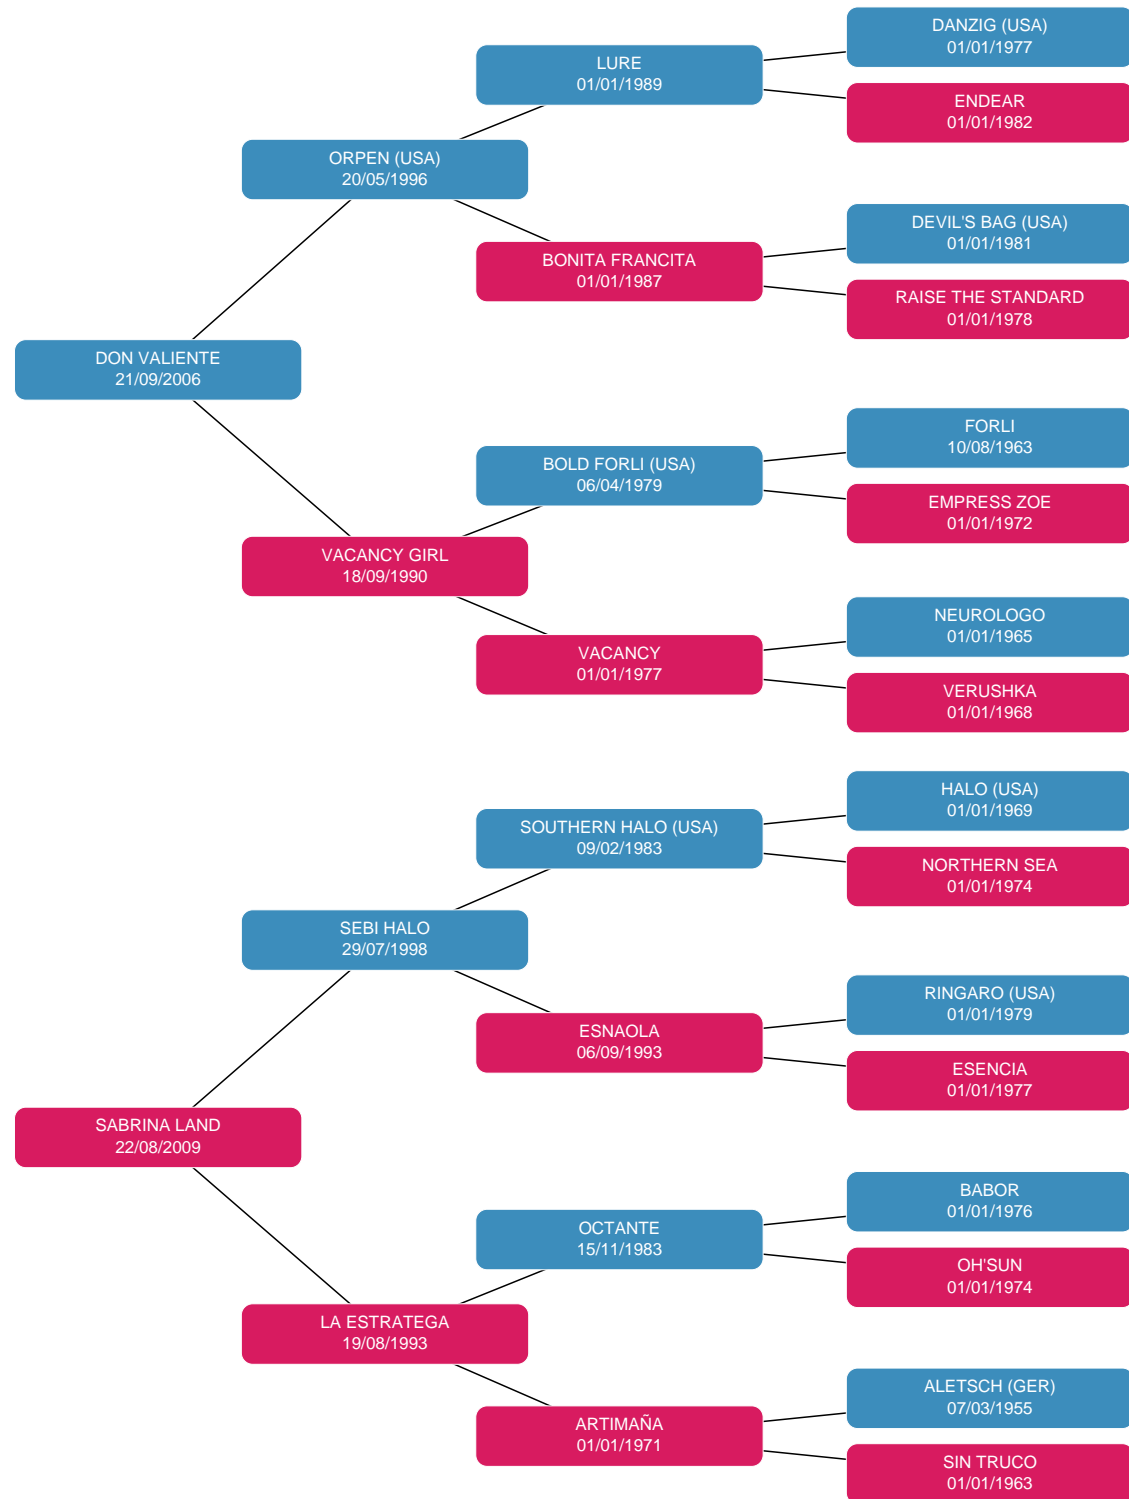 DANZIG (USA)
01/01/1977
LURE
01/01/1989
ENDEAR
01/01/1982
ORPEN (USA)
20/05/1996
DEVIL'S BAG (USA)
01/01/1981
BONITA FRANCITA
01/01/1987
RAISE THE STANDARD
01/01/1978
DON VALIENTE
21/09/2006
FORLI
10/08/1963
BOLD FORLI (USA)
06/04/1979
EMPRESS ZOE
01/01/1972
VACANCY GIRL
18/09/1990
NEUROLOGO
01/01/1965
VACANCY
01/01/1977
VERUSHKA
01/01/1968
HALO (USA)
01/01/1969
SOUTHERN HALO (USA)
09/02/1983
NORTHERN SEA
01/01/1974
SEBI HALO
29/07/1998
RINGARO (USA)
01/01/1979
ESNAOLA
06/09/1993
ESENCIA
01/01/1977
SABRINA LAND
22/08/2009
BABOR
01/01/1976
OCTANTE
15/11/1983
OH'SUN
01/01/1974
LA ESTRATEGA
19/08/1993
ALETSCH (GER)
07/03/1955
ARTIMAÑA
01/01/1971
SIN TRUCO
01/01/1963